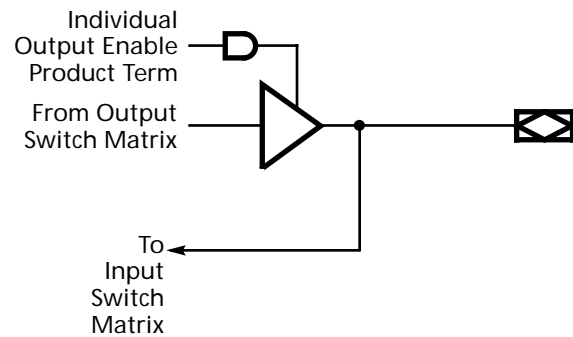 Individual
Output Enable
Product Term
From Output
Switch Matrix
To
Input
Switch
Matrix